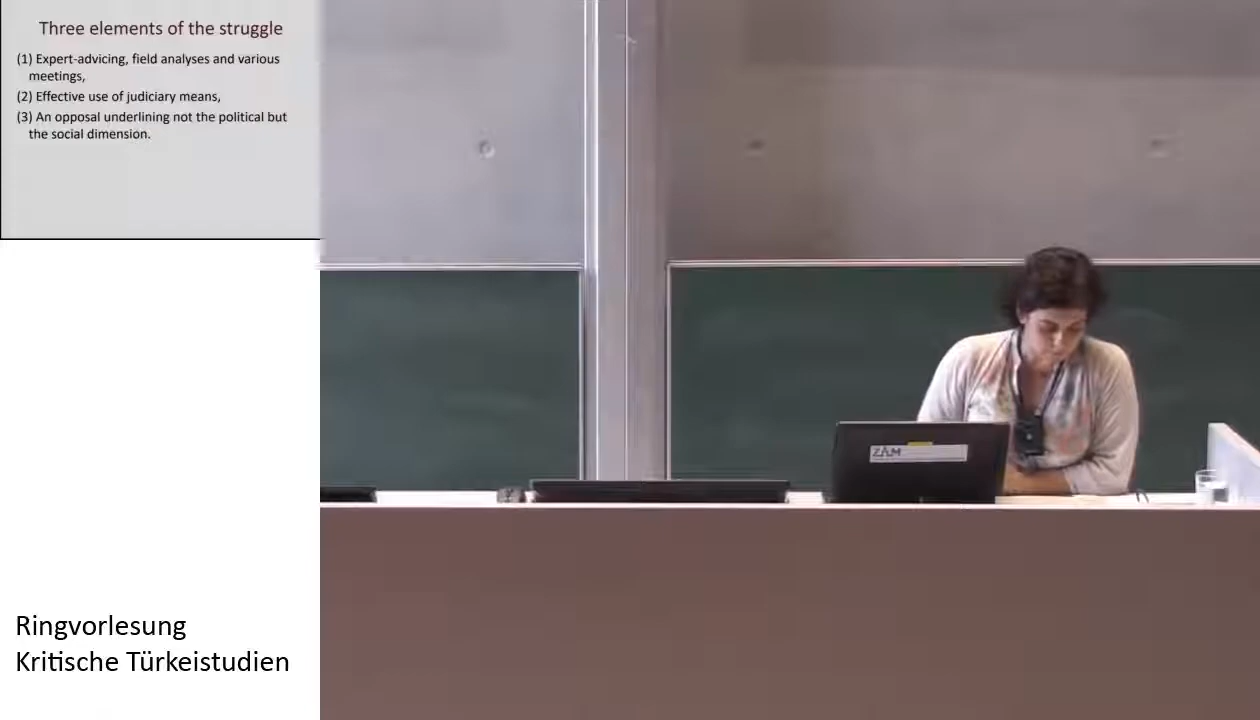 Three elements of the struggle
(1) Expert-advicing, field analyses and various
meetings,
(2) Effective use of judiciary means,
(3) An opposal underlining not the political but
the social dimension.
ZAM
Ringvorlesung
Kritische Türkeistudien